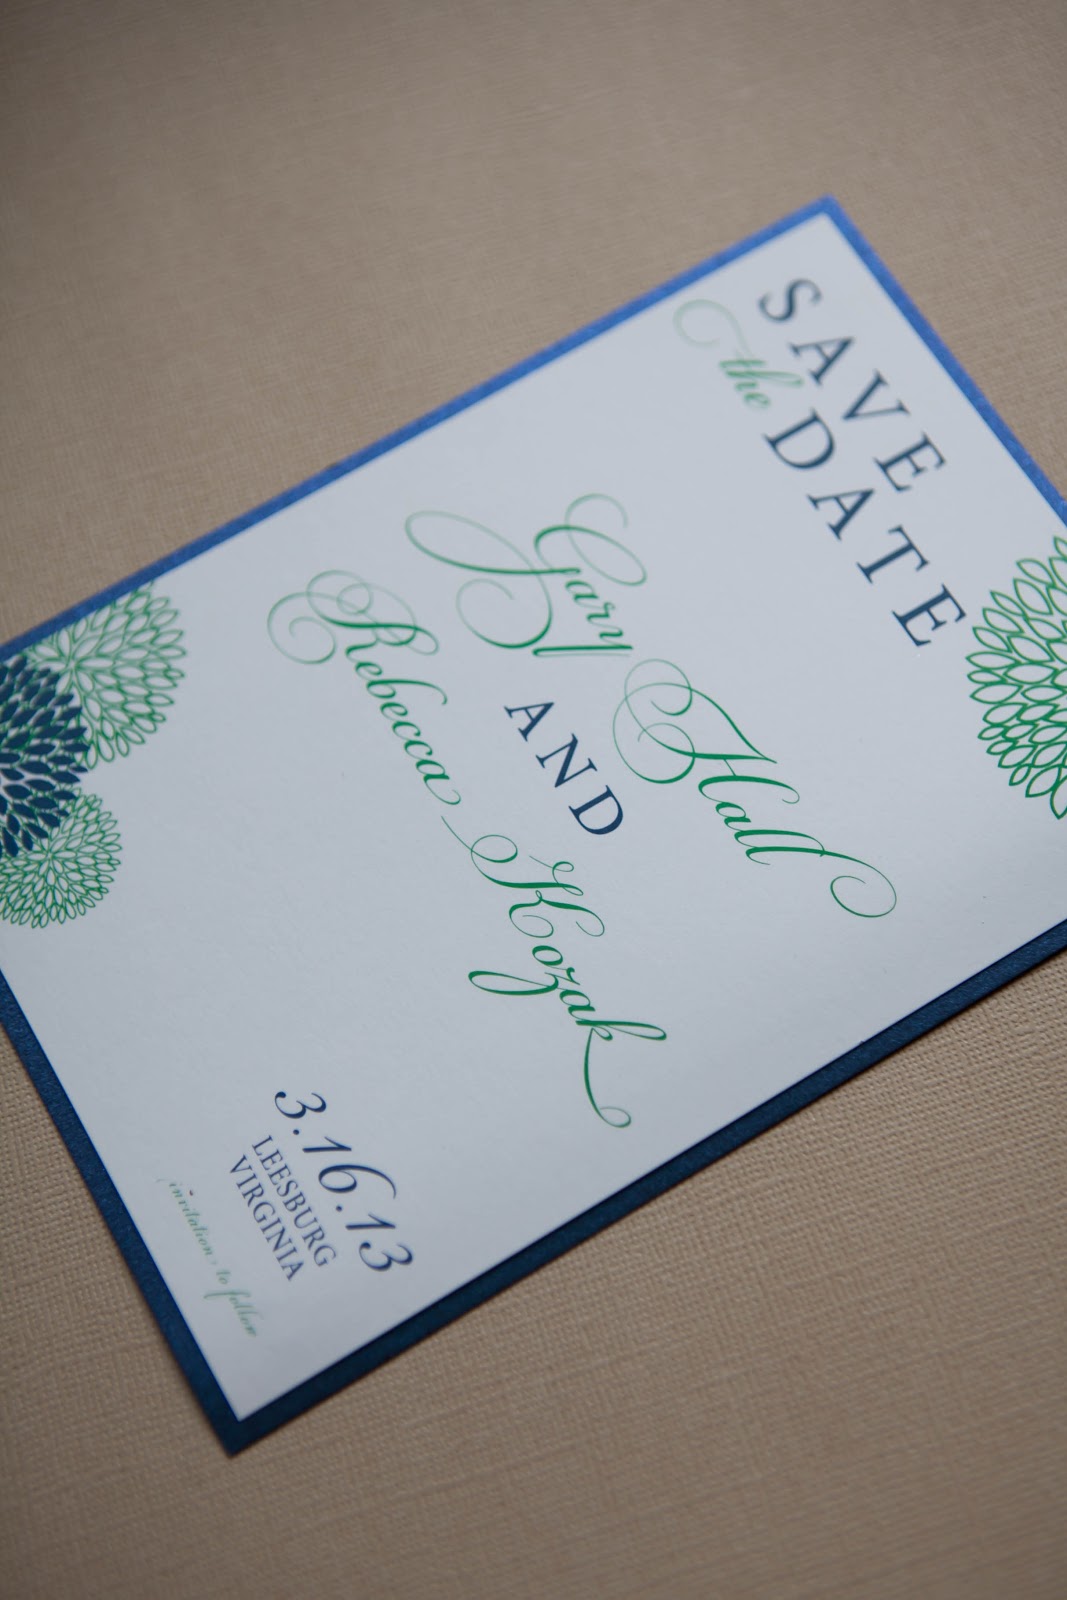 SAVE
the DATE
Gary Hall
AND
Rebecca Kozak
3.16.13
LEESBURG
VIRGINIA
invitation to follow